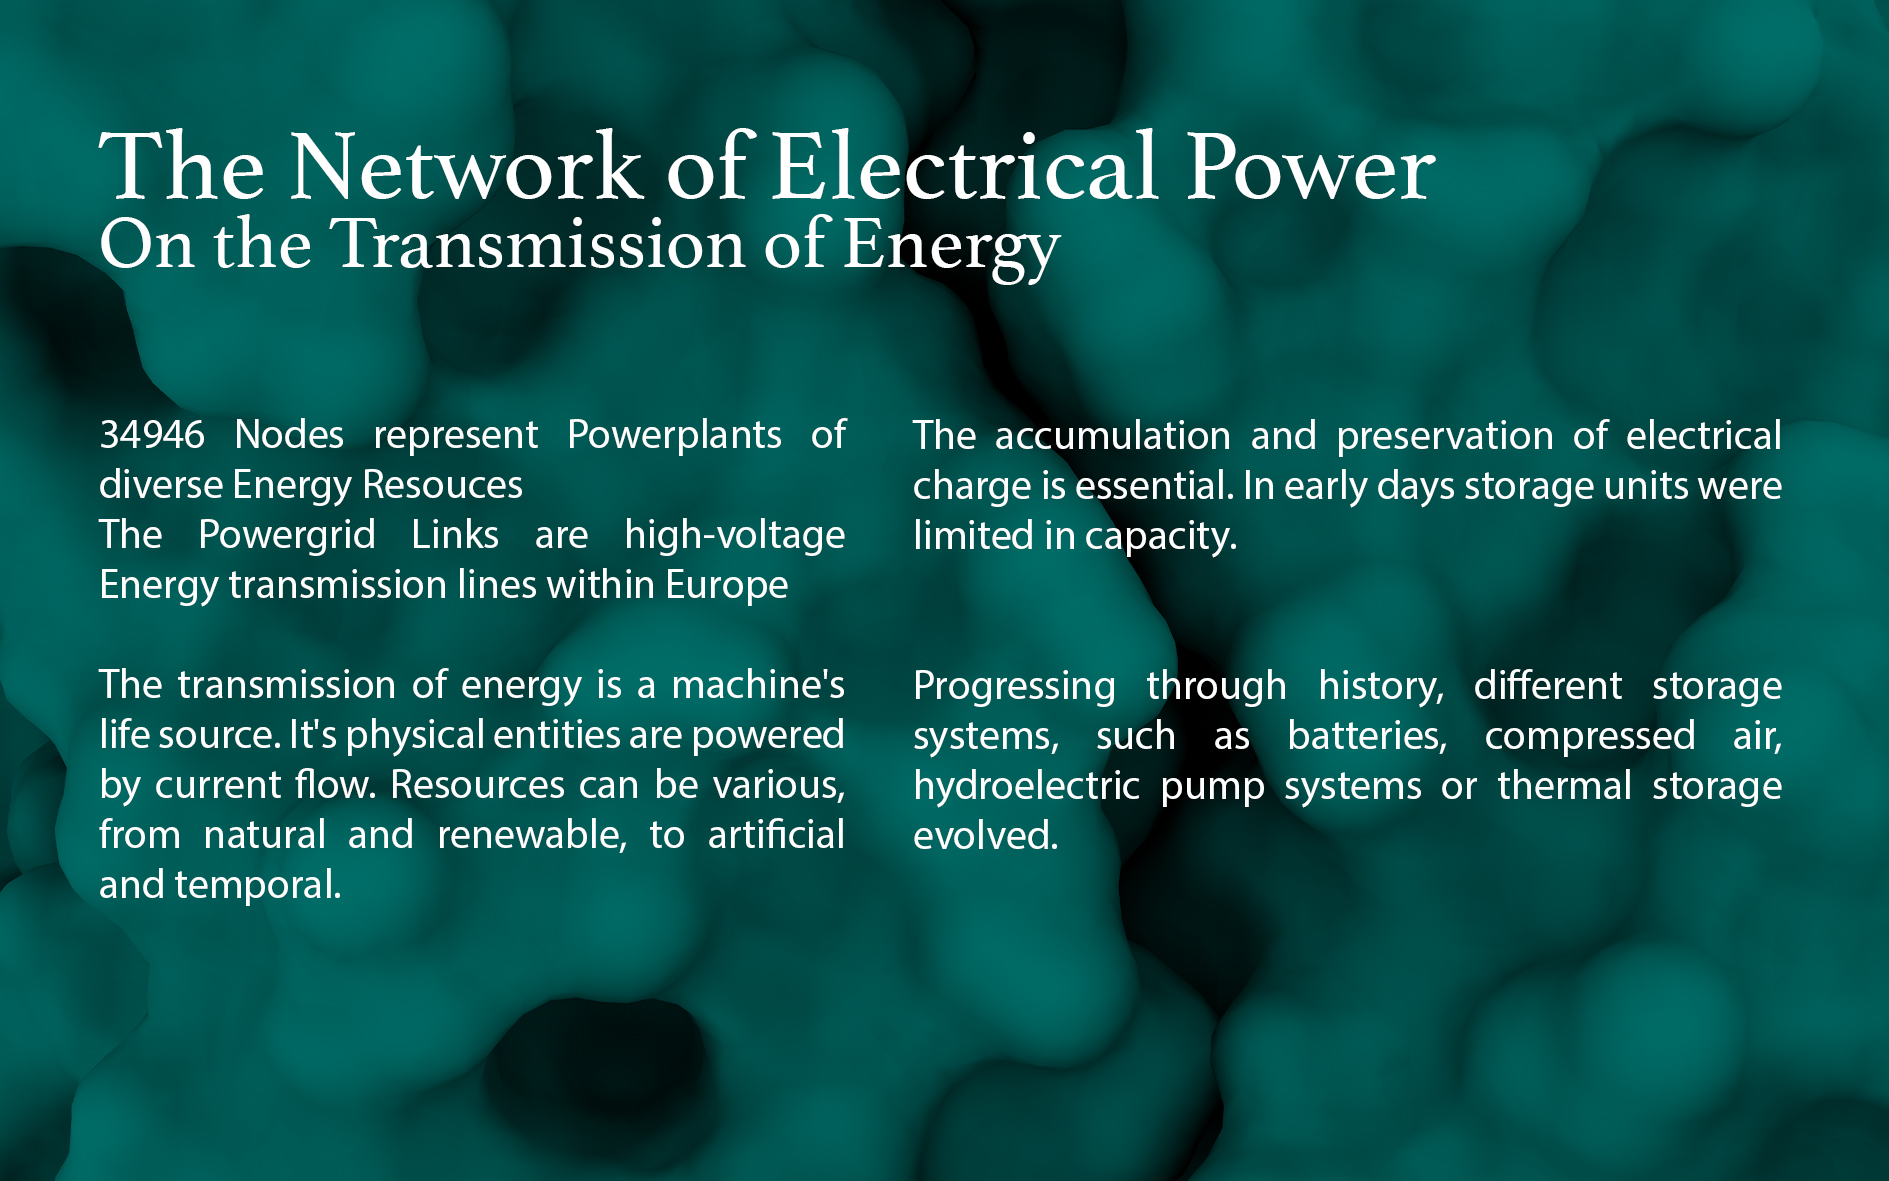 The Network of Electrical Power
On the Transmission of Energy
34946 Nodes represent Powerplants of
diverse Energy Resouces
The Powergrid Links are high-voltage
Energy transmission lines within Europe
The transmission of energy is a machine's
life source. It's physical entities are powered
by current flow. Resources can be various,
from natural and renewable, to artificial
and temporal.
The accumulation and preservation of electrical
charge is essential. In early days storage units were
limited in capacity.
Progressing through history, different storage
systems, such as batteries, compressed air,
hydroelectric pump systems or thermal storage
evolved.